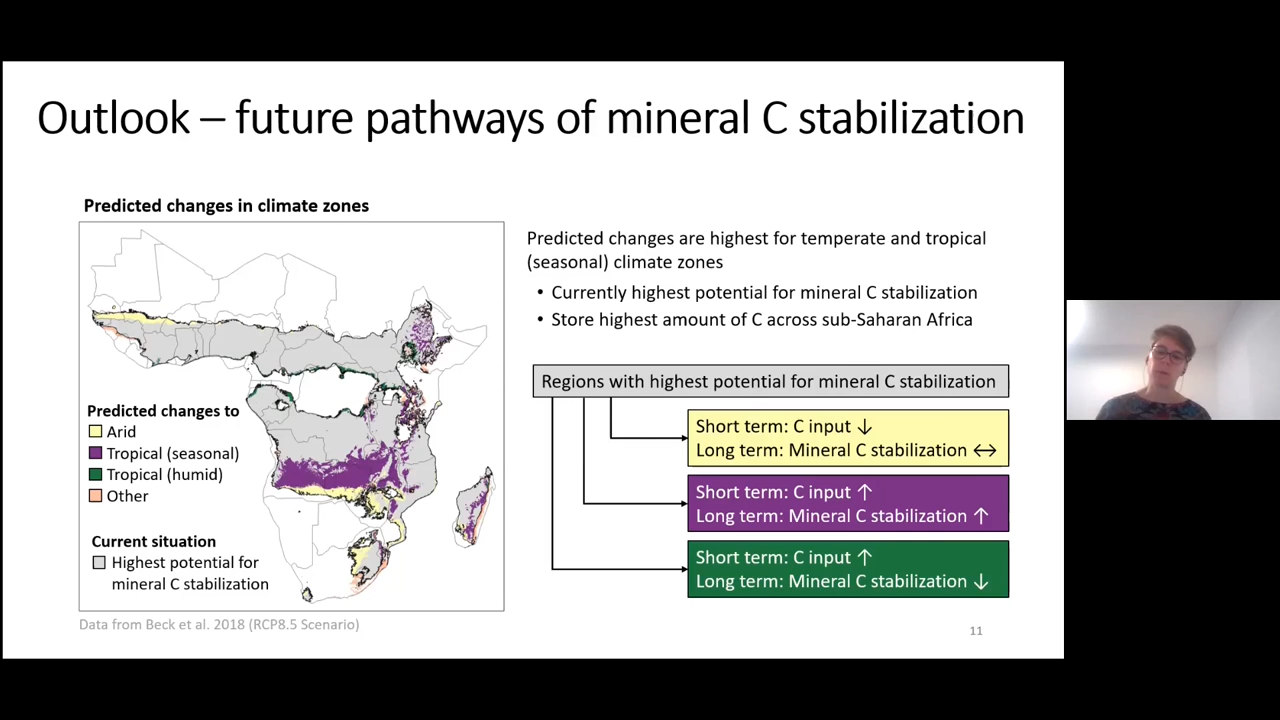 Outlook – future pathways of mineral C stabilization
Predicted changes in climate zones
Predicted changes to
Arid
Tropical (seasonal)
Tropical (humid)
Other
Current situation
Highest potential for
mineral C stabilization
Data from Beck et al. 2018 (RCP8.5 Scenario)
Predicted changes are highest for temperate and tropical
(seasonal) climate zones
• Currently highest potential for mineral C stabilization
• Store highest amount of C across sub-Saharan Africa
Regions with highest potential for mineral C stabilization
Short term: C input ↓
Long term: Mineral C stabilization ↔
Short term: C input ↑
Long term: Mineral C stabilization ↑
Short term: C input ↑
Long term: Mineral C stabilization ↓
11